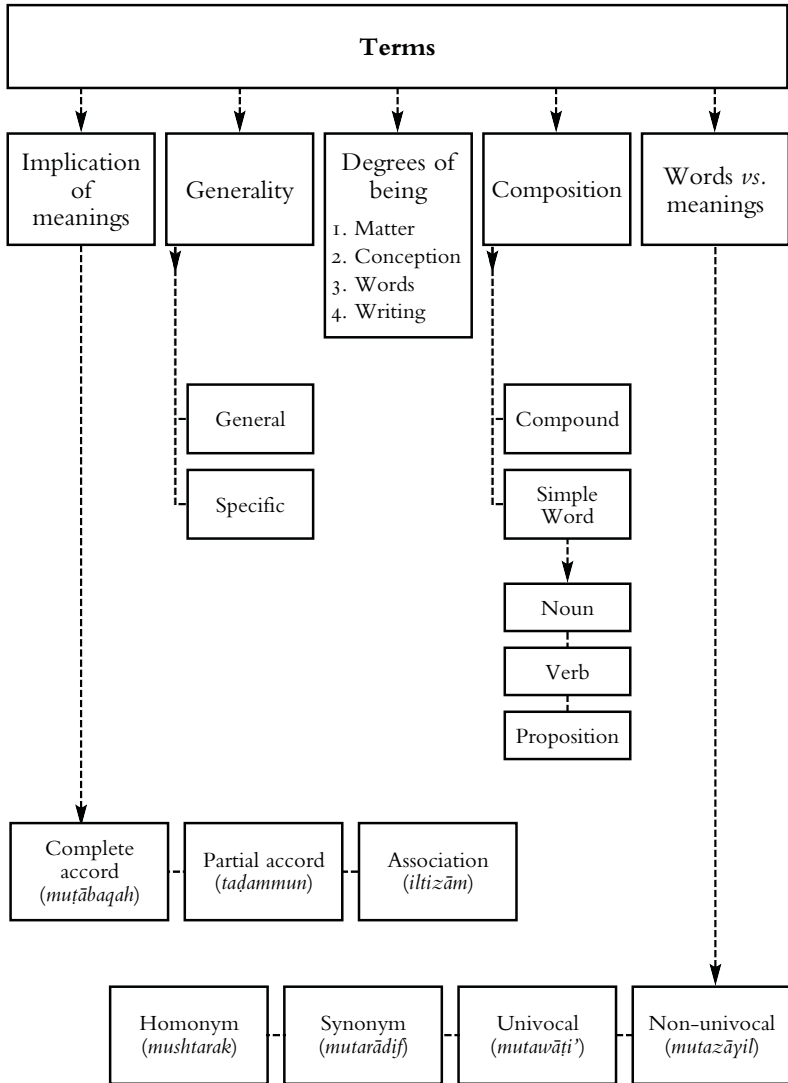 Terms
Implication
of
meanings
Generality
Degrees of
being
1. Matter
2. Conception
3. Words
4. Writing
Composition
Words vs.
meanings
General
Specific
Compound
Simple
Word
Noun
Verb
Proposition
Complete
accord
(muṭābaqah)
Partial accord
(taḍammun)
Association
(iltizām)
Homonym
(mushtarak)
Synonym
(mutarādif)
Univocal
(mutawāṭi’)
Non-univocal
(mutazāyil)